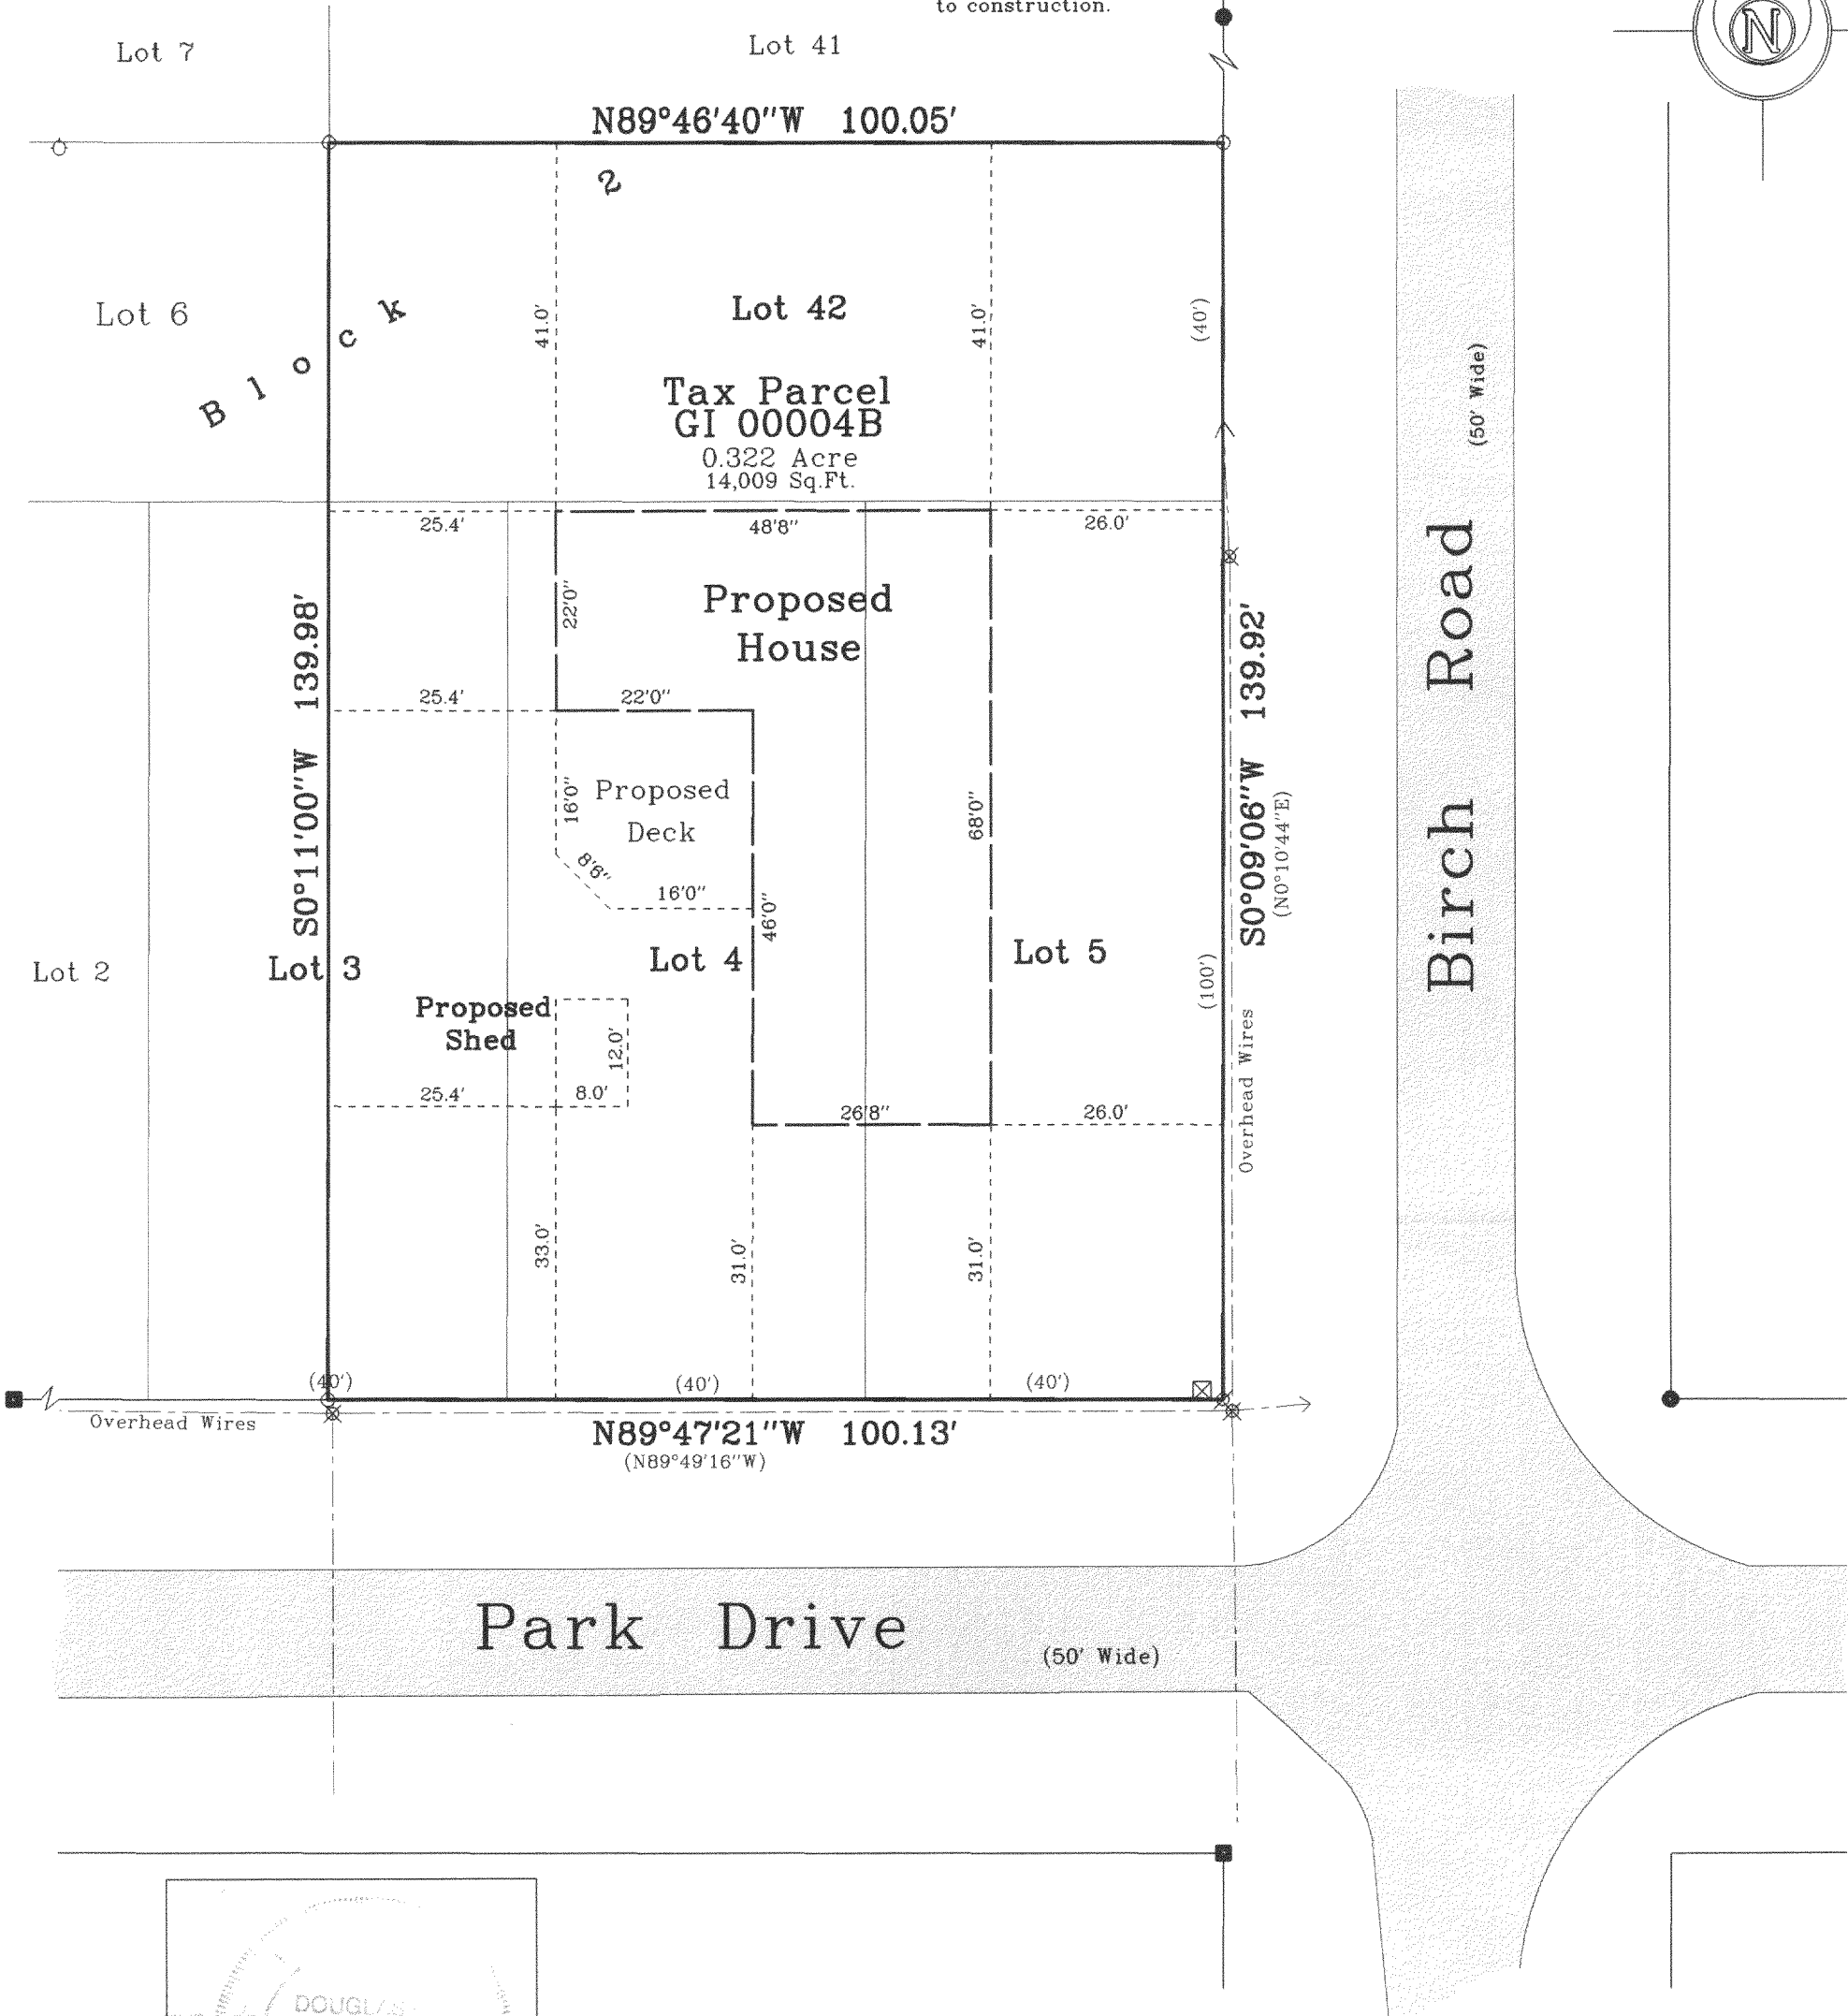 to construction.
N
Lot 7
Lot 41
N89°46'40"W 100.05'
Block 2
Lot 6
Lot 42
41.0'
41.0'
(40')
(50' Wide)
Tax Parcel
GI 00004B
0.322 Acre
14,009 Sq.Ft.
25.4'
48'8"
26.0'
22'0"
Proposed
House
S0°11'00"W 139.98'
S0°09'06"W 139.92'
(N0°10'44"E)
Birch Road
25.4'
22'0"
16'0"
Proposed
Deck
68'0"
8'6"
16'0"
46'0"
Lot 2
Lot 3
Lot 4
Lot 5
(100')
Proposed
Shed
12.0'
Overhead Wires
25.4'
8.0'
26'8"
26.0'
33.0'
31.0'
31.0'
(40')
(40')
(40')
Overhead Wires
N89°47'21"W 100.13'
(N89°49'16"W)
Park Drive
(50' Wide)